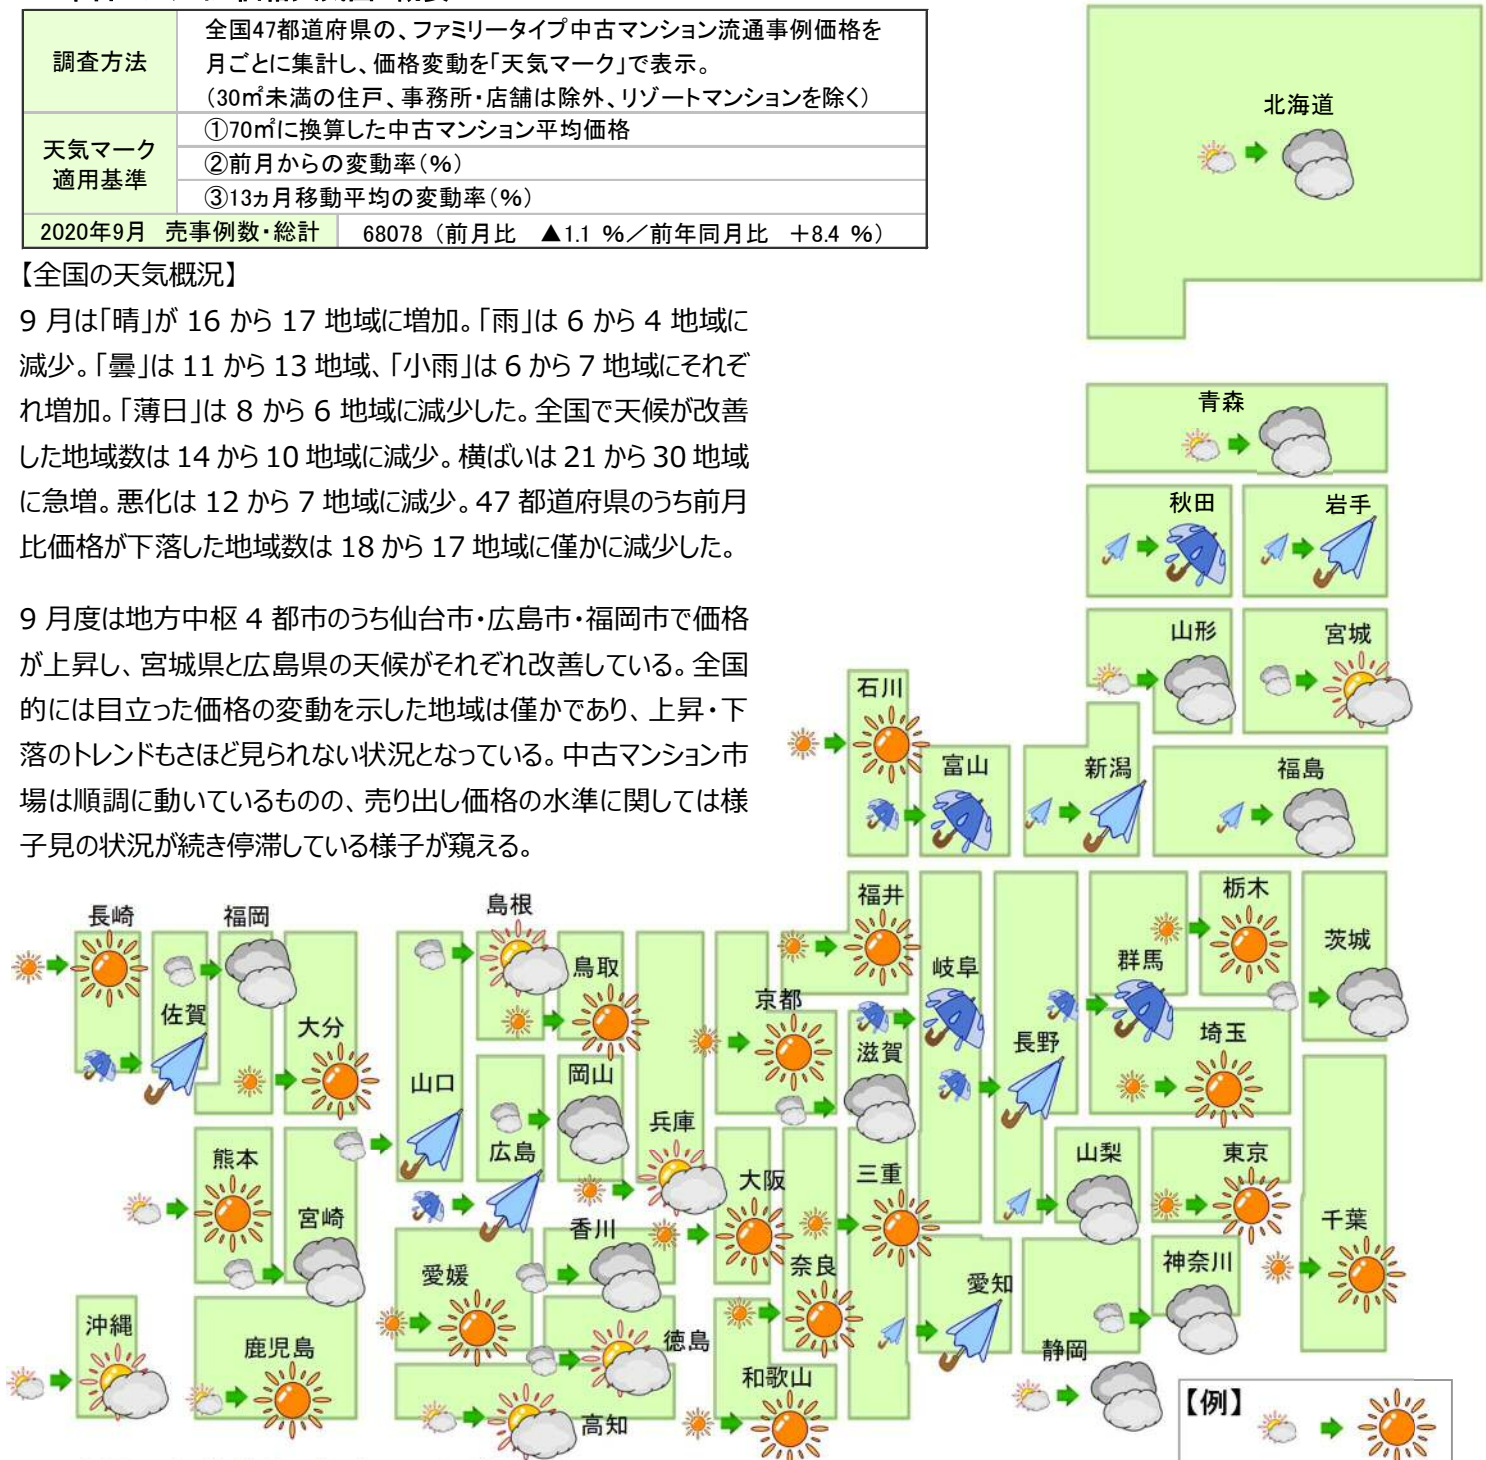 調査方法
全国47都道府県の、ファミリータイプ中古マンション流通事例価格を
月ごとに集計し、価格変動を「天気マーク」で表示。
（30㎡未満の住戸、事務所・店舗は除外、リゾートマンションを除く）
天気マーク
適用基準
①70㎡に換算した中古マンション平均価格
②前月からの変動率（%）
③13ヵ月移動平均の変動率（%）
2020年9月　売事例数・総計　68078（前月比　▲1.1 %／前年同月比　＋8.4 %）
【全国の天気概況】
9 月は「晴」が 16 から 17 地域に増加。「雨」は 6 から 4 地域に
減少。「曇」は 11 から 13 地域、「小雨」は 6 から 7 地域にそれぞ
れ増加。「薄日」は 8 から 6 地域に減少した。全国で天候が改善
した地域数は 14 から 10 地域に減少。横ばいは 21 から 30 地域
に急増。悪化は 12 から 7 地域に減少。47 都道府県のうち前月
比価格が下落した地域数は 18 から 17 地域に僅かに減少した。
9 月度は地方中枢 4 都市のうち仙台市・広島市・福岡市で価格
が上昇し、宮城県と広島県の天候がそれぞれ改善している。全国
的には目立った価格の変動を示した地域は僅かであり、上昇・下
落のトレンドもさほど見られない状況となっている。中古マンション市
場は順調に動いているものの、売り出し価格の水準に関しては様
子見の状況が続き停滞している様子が窺える。
北海道
青森
秋田
岩手
山形
宮城
石川
富山
新潟
福島
長崎
福岡
島根
福井
栃木
鳥取
岐阜
群馬
茨城
佐賀
大分
京都
滋賀
長野
埼玉
山口
岡山
兵庫
熊本
広島
大阪
三重
山梨
東京
宮崎
香川
千葉
愛媛
奈良
愛知
神奈川
沖縄
鹿児島
徳島
静岡
和歌山
高知
【例】